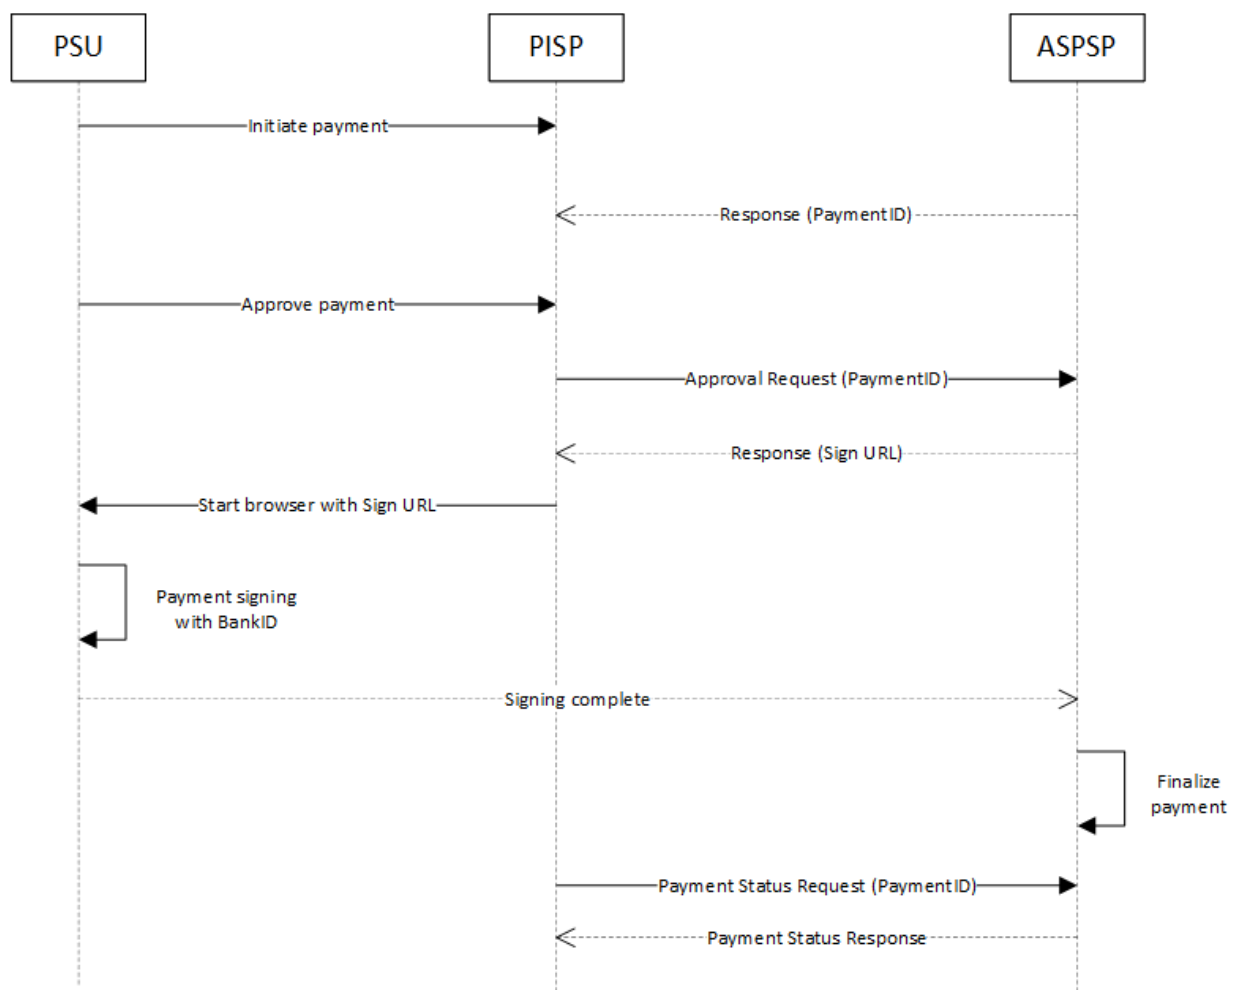 PSU
PISP
ASPSP
Initiate payment
Response (PaymentID)
Approve payment
Approval Request (PaymentID)
Response (Sign URL)
Start browser with Sign URL
Payment signing
with BankID
Signing complete
Finalize
payment
Payment Status Request (PaymentID)
Payment Status Response